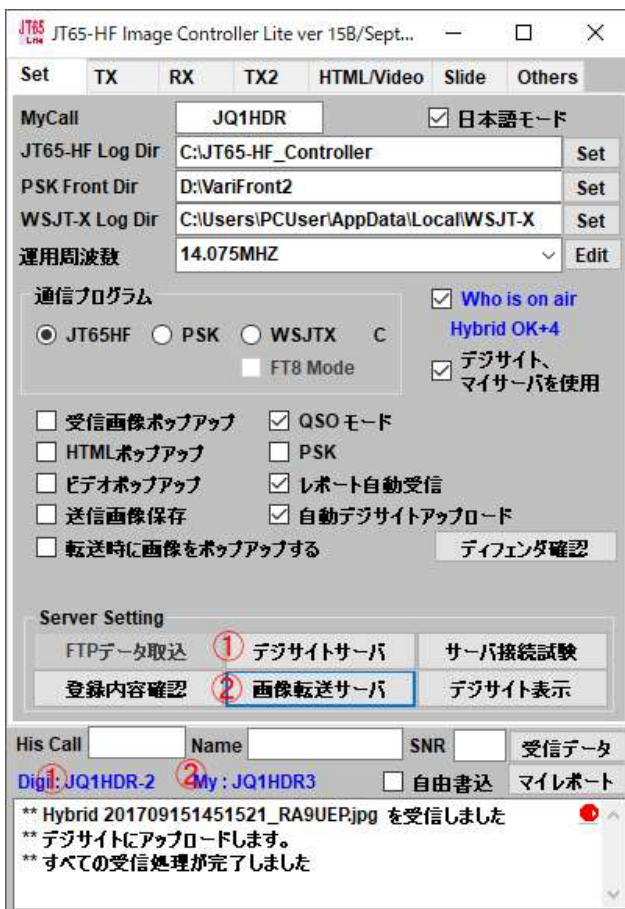 JT65-HF Image Controller Lite ver 15B/Sept...
Set TX RX TX2 HTML/Video Slide Others
MyCall JQ1HDR 日本語モード
JT65-HF Log Dir C:\JT65-HF_Controller Set
PSK Front Dir D:\VariFront2 Set
WSJT-X Log Dir C:\Users\PCUser\AppData\Local\WSJT-X Set
運用周波数 14.075MHZ Edit
通信プログラム Who is on air
JT65HF PSK WSJTX C Hybrid OK+4
FT8 Mode デジサイト、
マイサーバを使用
受信画像ポップアップ QSOモード
HTMLポップアップ PSK
ビデオポップアップ レポート自動受信
送信画像保存 自動デジサイトアップロード
転送時に画像をポップアップする ディフェンダ確認
Server Setting
FTPデータ取込 ① デジサイトサーバ サーバ接続試験
登録内容確認 ② 画像転送サーバ デジサイト表示
His Call Name SNR 受信データ
① Digi: JQ1HDR-2 ② My : JQ1HDR3 自由書込 マイレポート
** Hybrid 201709151451521_RA9UEP.jpg を受信しました
** デジサイトにアップロードします。
** すべての受信処理が完了しました